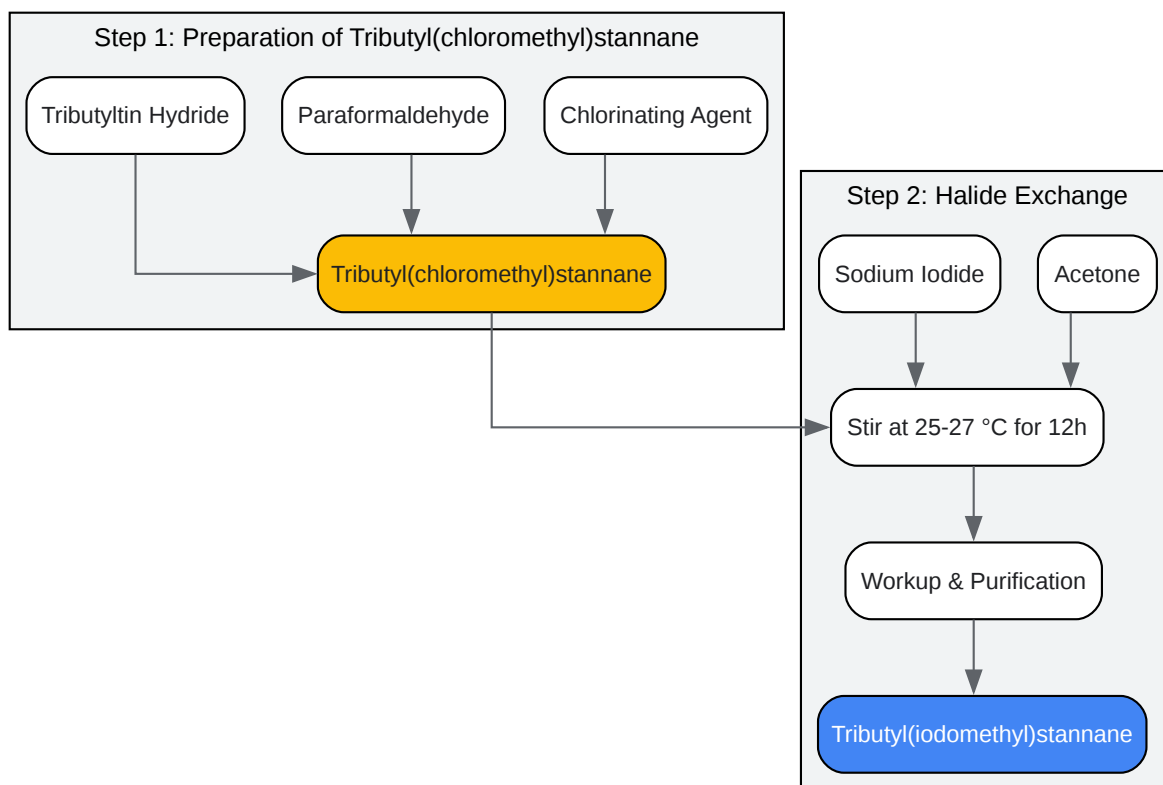 Step 1: Preparation of Tributyl(chloromethyl)stannane
Tributyltin Hydride
Paraformaldehyde
Chlorinating Agent
Tributyl(chloromethyl)stannane
Step 2: Halide Exchange
Sodium Iodide
Acetone
Stir at 25-27 °C for 12h
Workup & Purification
Tributyl(iodomethyl)stannane